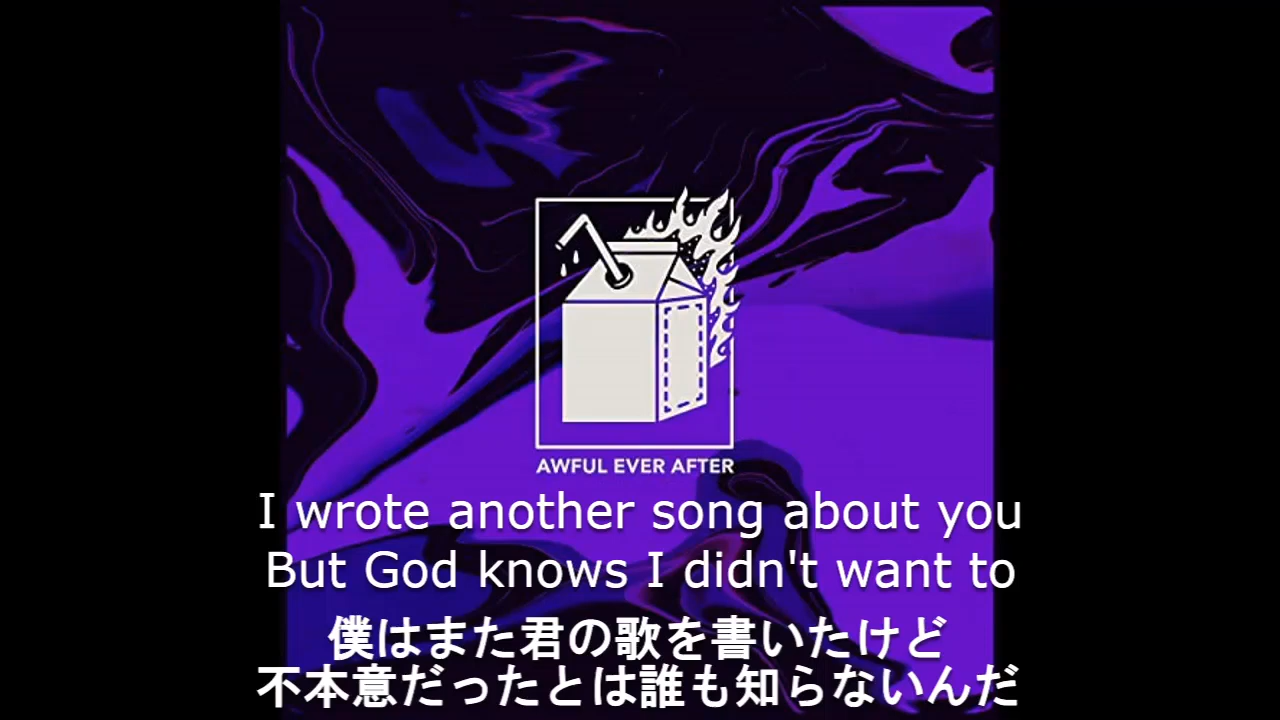 AWFUL EVER AFTER
I wrote another song about you
But God knows I didn't want to
僕はまた君の歌を書いたけど
不本意だったとは誰も知らないんだ